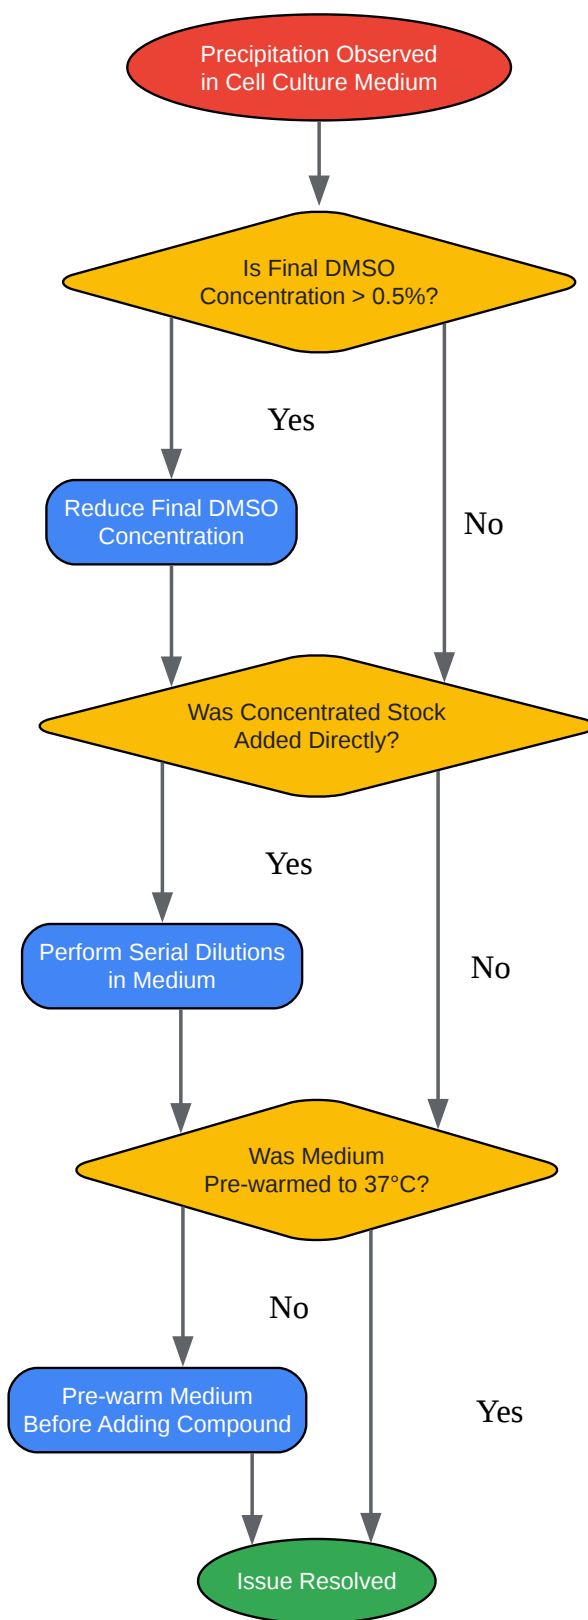 Precipitation Observed
in Cell Culture Medium
Is Final DMSO
Concentration > 0.5%?
Yes
Reduce Final DMSO
Concentration
No
Was Concentrated Stock
Added Directly?
Yes
Perform Serial Dilutions
in Medium
No
Was Medium
Pre-warmed to 37°C?
No
Pre-warm Medium
Before Adding Compound
Yes
Issue Resolved